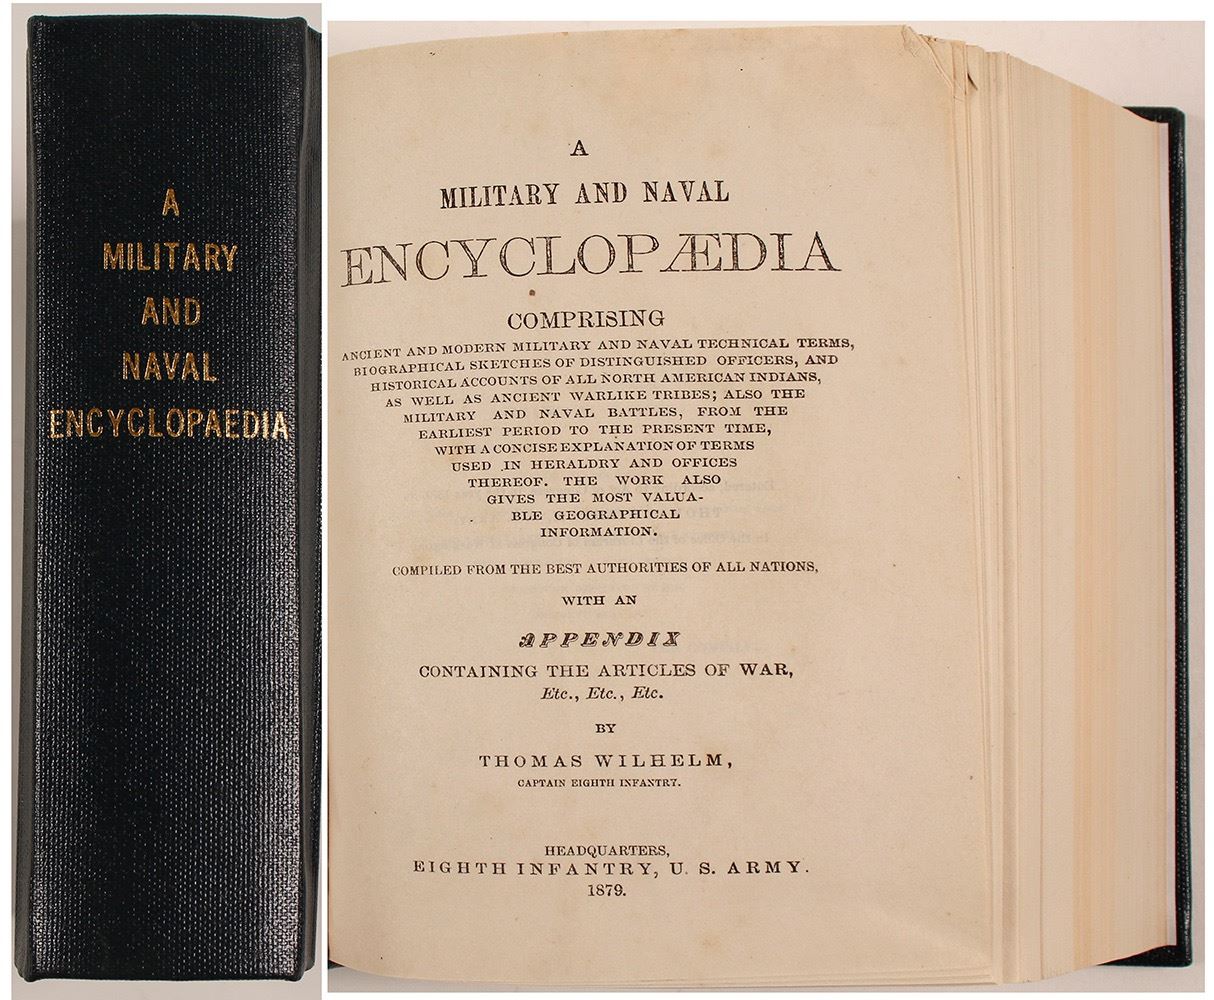 A
MILITARY
AND
NAVAL
ENCYCLOPAEDIA
A
MILITARY AND NAVAL
ENCYCLOPÆDIA
COMPRISING
ANCIENT AND MODERN MILITARY AND NAVAL TECHNICAL TERMS,
BIOGRAPHICAL SKETCHES OF DISTINGUISHED OFFICERS, AND
HISTORICAL ACCOUNTS OF ALL NORTH AMERICAN INDIANS,
AS WELL AS ANCIENT WARLIKE TRIBES; ALSO THE
MILITARY AND NAVAL BATTLES, FROM THE
EARLIEST PERIOD TO THE PRESENT TIME,
WITH A CONCISE EXPLANATION OF TERMS
USED IN HERALDRY AND OFFICES
THEREOF. THE WORK ALSO
GIVES THE MOST VALUA-
BLE GEOGRAPHICAL
INFORMATION.
COMPILED FROM THE BEST AUTHORITIES OF ALL NATIONS,
WITH AN
APPENDIX
CONTAINING THE ARTICLES OF WAR,
Etc., Etc., Etc.
BY
THOMAS WILHELM,
CAPTAIN EIGHTH INFANTRY.
HEADQUARTERS,
EIGHTH INFANTRY, U. S. ARMY.
1879.